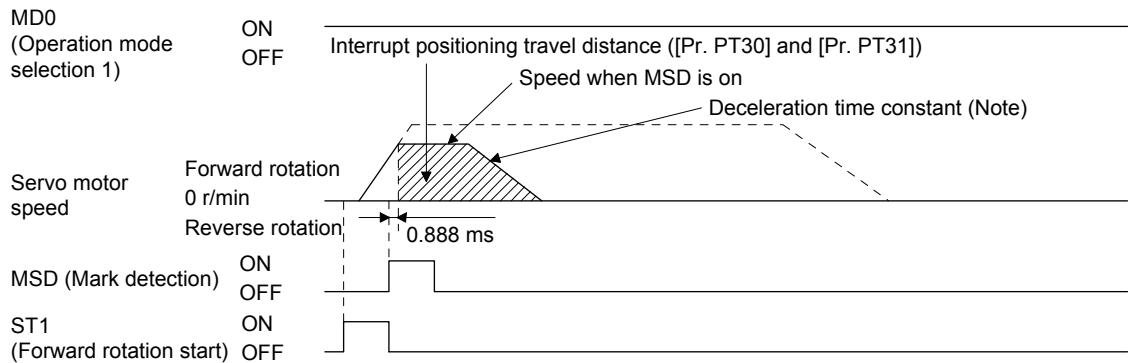 MD0
(Operation mode
selection 1)
ON
OFF
Interrupt positioning travel distance ([Pr. PT30] and [Pr. PT31])
Speed when MSD is on
Deceleration time constant (Note)
Servo motor
speed
Forward rotation
0 r/min
Reverse rotation
0.888 ms
MSD (Mark detection)
ON
OFF
ST1
(Forward rotation start)
ON
OFF